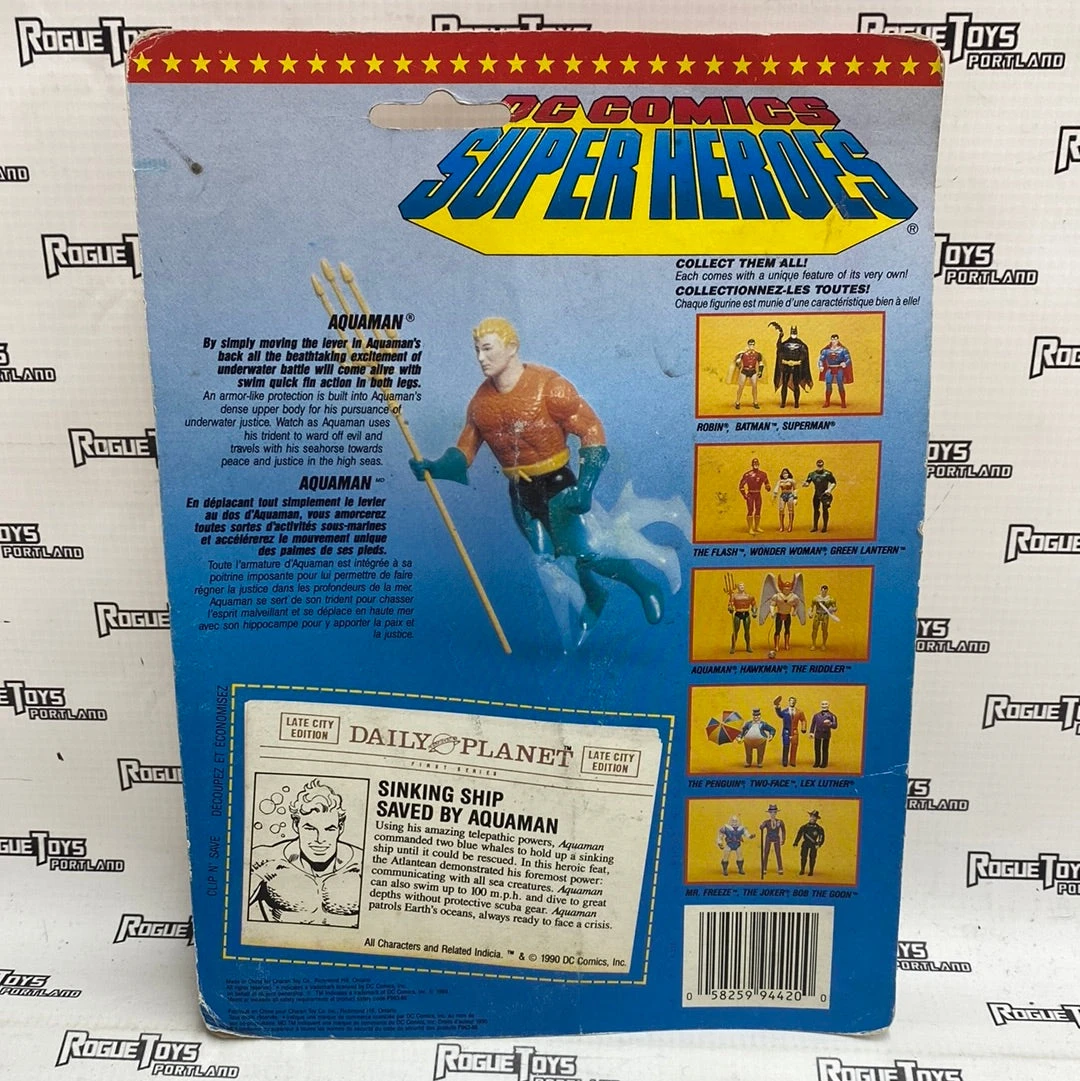 DC COMICS
SUPER HEROES
®
COLLECT THEM ALL!
Each comes with a unique feature of its very own!
COLLECTIONNEZ-LES TOUTES!
Chaque figurine est munie d'une caractéristique bien à elle!
AQUAMAN®
By simply moving the lever in Aquaman's
back all the beathtaking excitement of
underwater battle will come alive with
swim quick fin action in both legs.
An armor-like protection is built into Aquaman's
dense upper body for his pursuance of
underwater justice. Watch as Aquaman uses
his trident to ward off evil and
travels with his seahorse towards
peace and justice in the high seas.
AQUAMAN MD
En déplacant tout simplement le levier
au dos d'Aquaman, vous amorcerez
toutes sortes d'activités sous-marines
et accélérerez le mouvement unique
des palmes de ses pieds.
Toute l'armature d'Aquaman est intégrée à sa
poitrine imposante pour lui permettre de faire
régner la justice dans les profondeurs de la mer.
Aquaman se sert de son trident pour chasser
l'esprit malveillant et se déplace en haute mer
avec son hippocampe pour y apporter la paix et
la justice.
ROBIN®, BATMAN™, SUPERMAN®
THE FLASH™, WONDER WOMAN®, GREEN LANTERN™
AQUAMAN®, HAWKMAN®, THE RIDDLER™
THE PENGUIN®, TWO-FACE™, LEX LUTHER®
MR. FREEZE™, THE JOKER®, BOB THE GOON™
CLIP N' SAVE DÉCOUPEZ ET ÉCONOMISEZ
LATE CITY
EDITION
DAILY PLANET™
LATE CITY
EDITION
FIRST SERIES
SINKING SHIP
SAVED BY AQUAMAN
Using his amazing telepathic powers, Aquaman
commanded two blue whales to hold up a sinking
ship until it could be rescued. In this heroic feat,
the Atlantean demonstrated his foremost power:
communicating with all sea creatures. Aquaman
can also swim up to 100 m.p.h. and dive to great
depths without protective scuba gear. Aquaman
patrols Earth's oceans, always ready to face a crisis.
All Characters and Related Indicia. ™ & © 1990 DC Comics, Inc.
0 58259 94420 0
ROGUE TOYS
PORTLAND